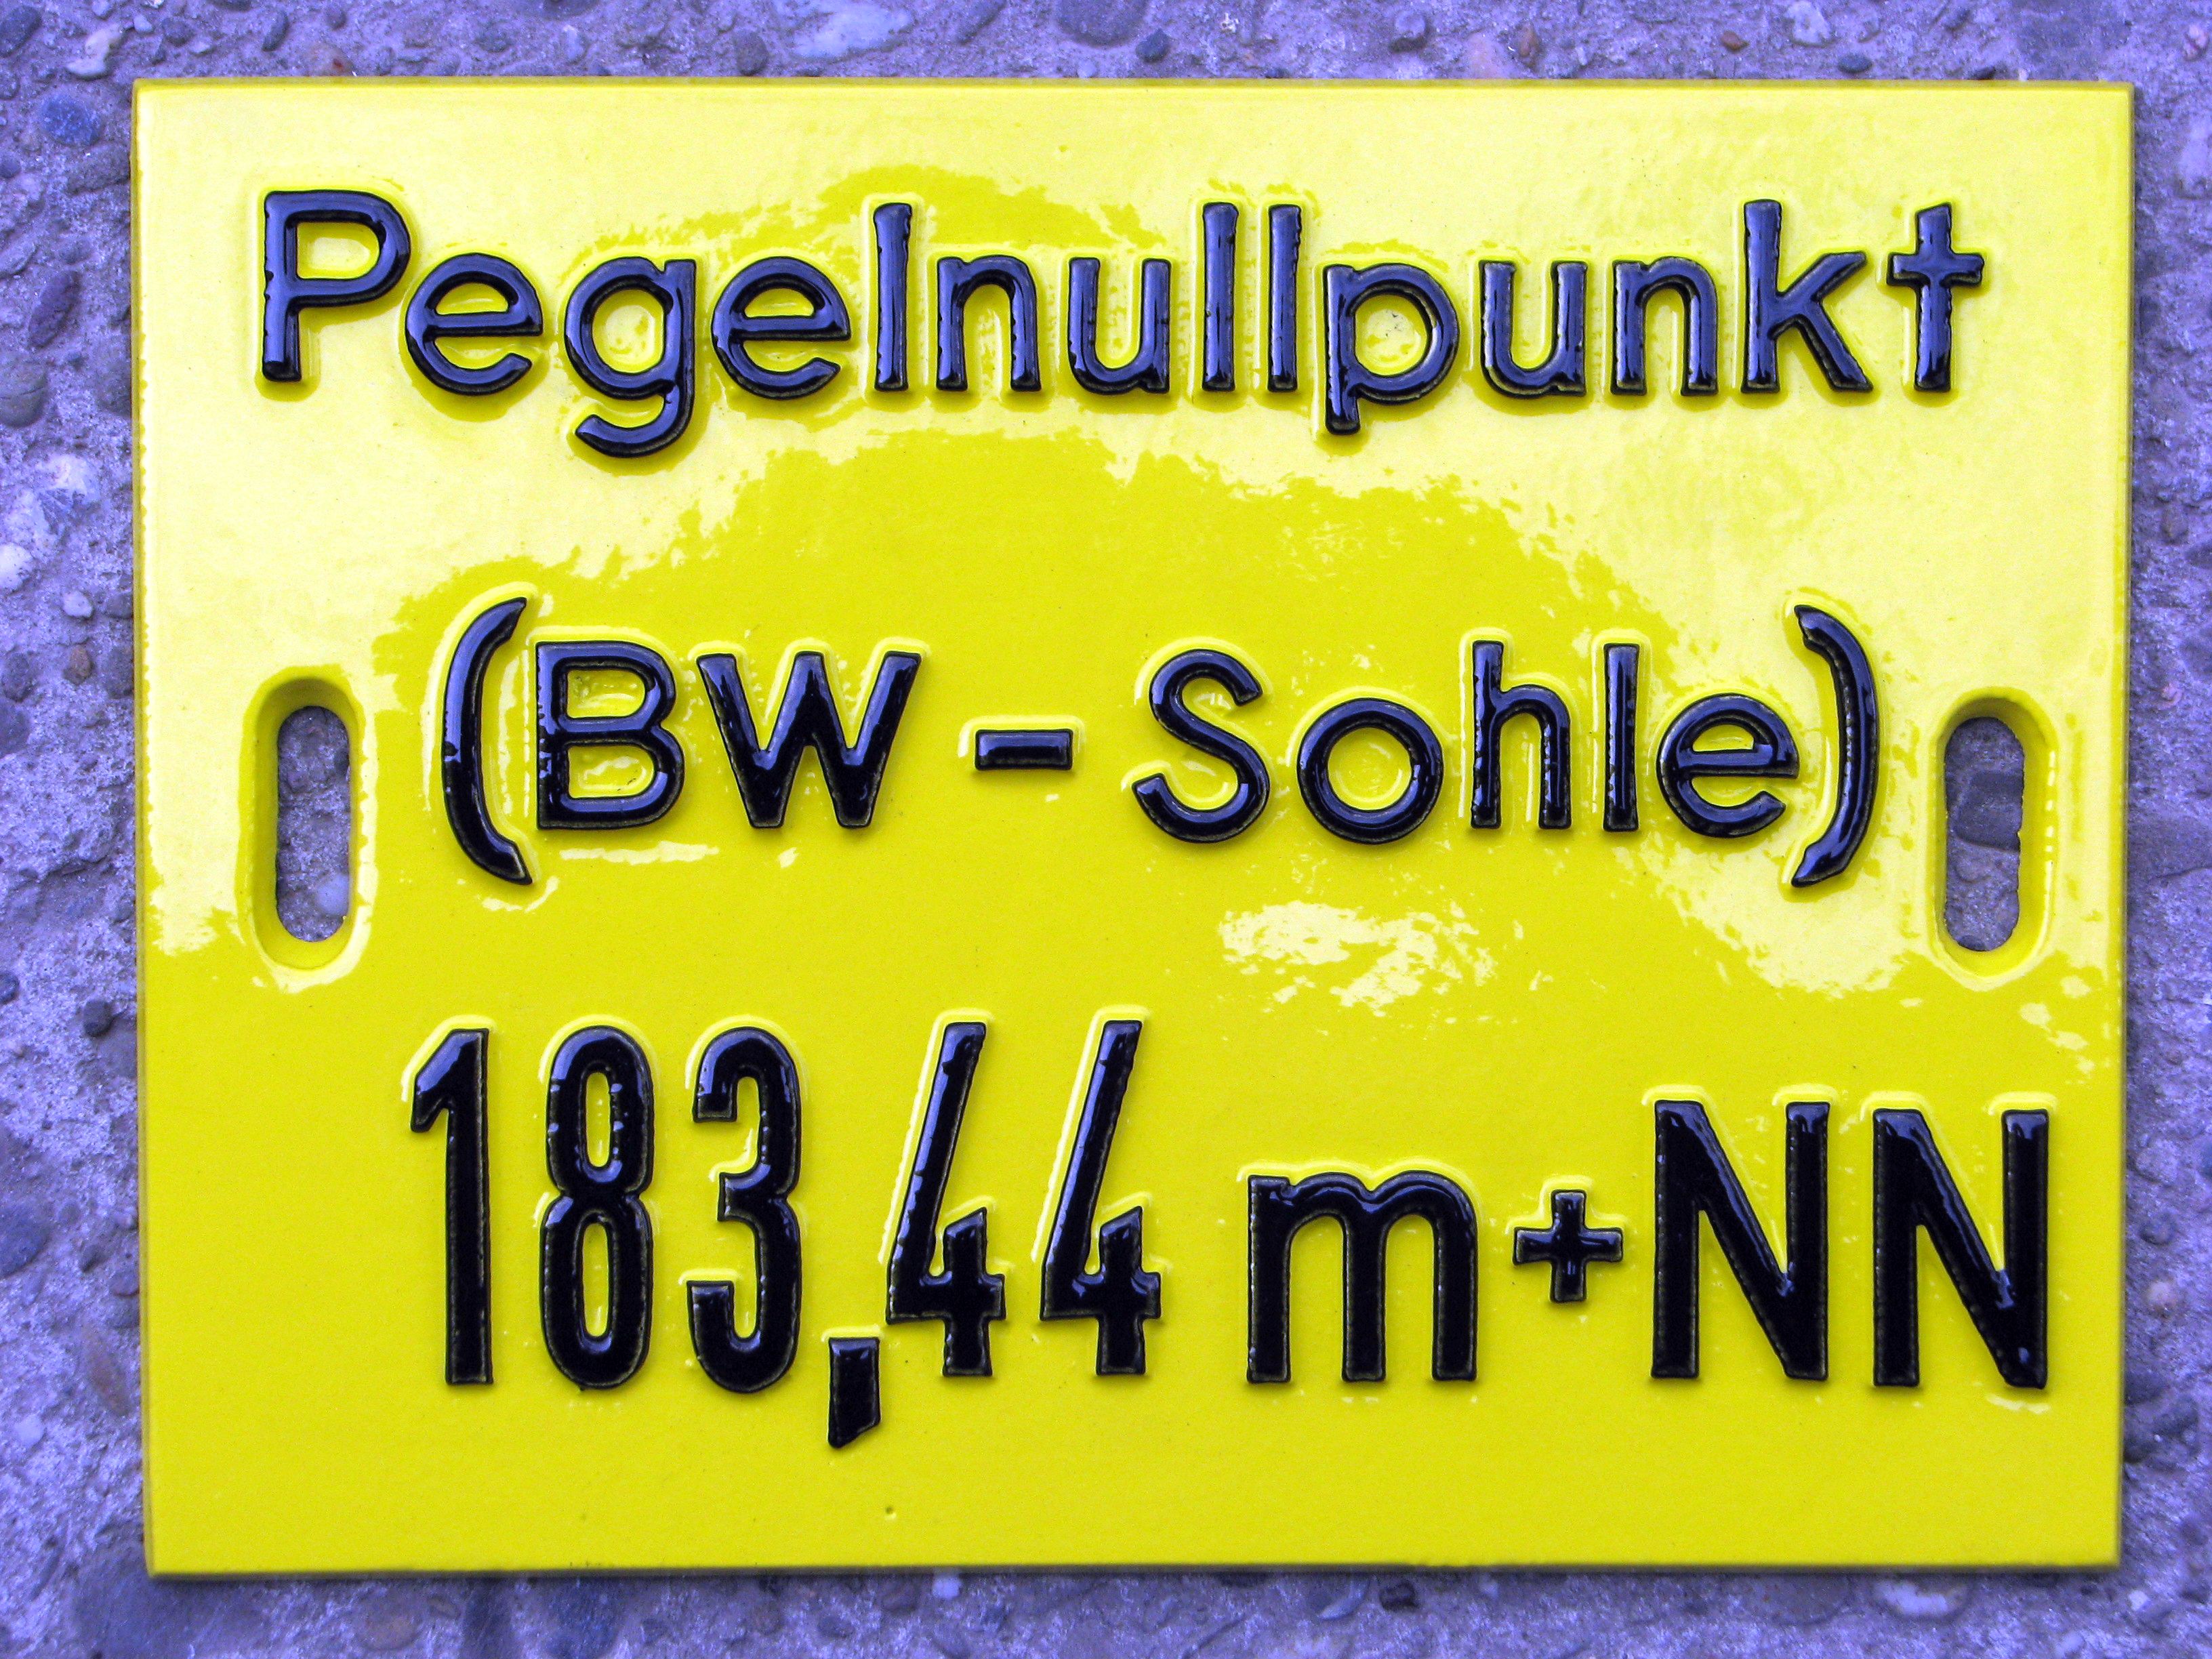 Pegelnullpunkt
(BW - Sohle)
183,44 m+NN